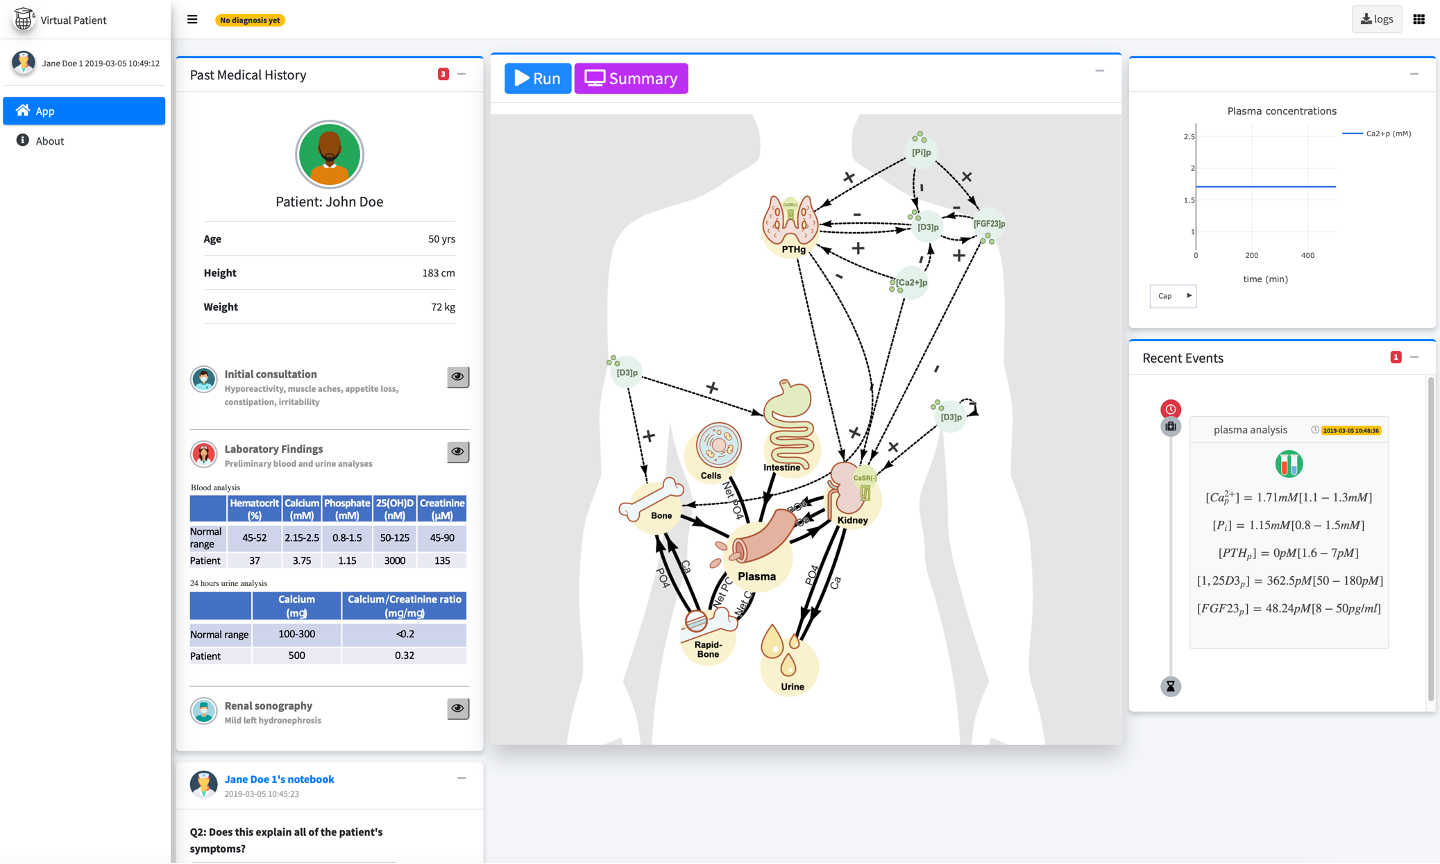 Virtual Patient
No diagnosis yet
logs
Jane Doe 1 2019-03-05 10:49:12
App
About
Past Medical History
3
Patient: John Doe
Age 50 yrs
Height 183 cm
Weight 72 kg
Initial consultation
Hyporeactivity, muscle aches, appetite loss,
constipation, irritability
Laboratory Findings
Preliminary blood and urine analyses
Blood analysis
Hematocrit (%) Calcium (mM) Phosphate (mM) 25(OH)D (nM) Creatinine (µM)
Normal range 45-52 2.15-2.5 0.8-1.5 50-125 45-90
Patient 37 3.75 1.15 3000 135
24 hours urine analysis
Calcium (mg) Calcium/Creatinine ratio (mg/mg)
Normal range 100-300 <0.2
Patient 500 0.32
Renal sonography
Mild left hydronephrosis
Jane Doe 1's notebook
2019-03-05 10:45:23
Q2: Does this explain all of the patient's
symptoms?
Run
Summary
[Pi]p
+ - +
CaSR(-)
PTHg
-
-
[D3]p
[FGF23]p
+ - +
-
[Ca2+]p
[D3]p
+
-
-
[D3]p
-
+
+ +
Cells
Intestine
CaSR(-)
Net PO4
Bone
Kidney
Plasma
PO4
Ca
PO4
Ca
Net PO
Net C
Rapid-
Bone
Urine
Plasma concentrations
2.5
2
1.5
1
0 200 400
time (min)
Ca2+p (mM)
Cap
Recent Events
1
plasma analysis 2019-03-05 10:48:36
[Ca²⁺ₚ] = 1.71mM[1.1 − 1.3mM]
[Pᵢ] = 1.15mM[0.8 − 1.5mM]
[PTHₚ] = 0pM[1.6 − 7pM]
[1, 25D3ₚ] = 362.5pM[50 − 180pM]
[FGF23ₚ] = 48.24pM[8 − 50pg/ml]